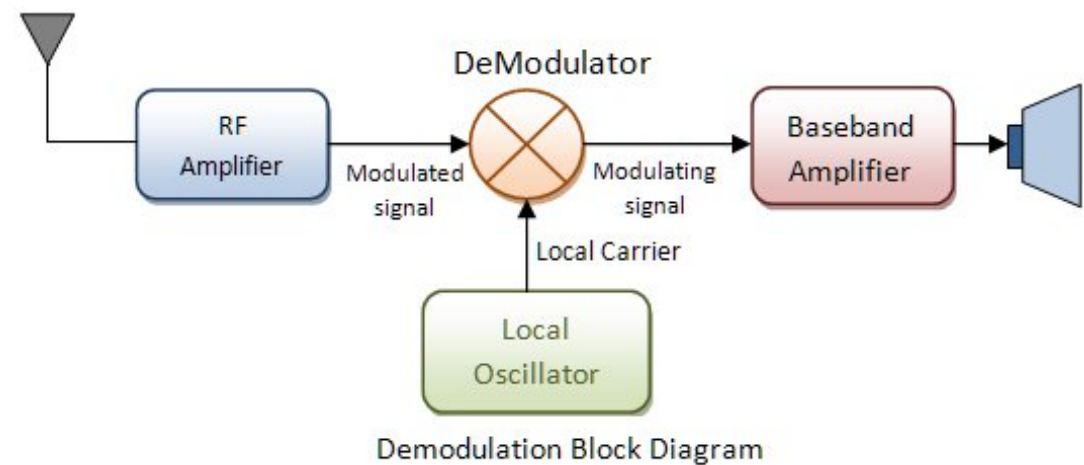 DeModulator
RF
Amplifier
Modulated
signal
Modulating
signal
Baseband
Amplifier
Local Carrier
Local
Oscillator
Demodulation Block Diagram